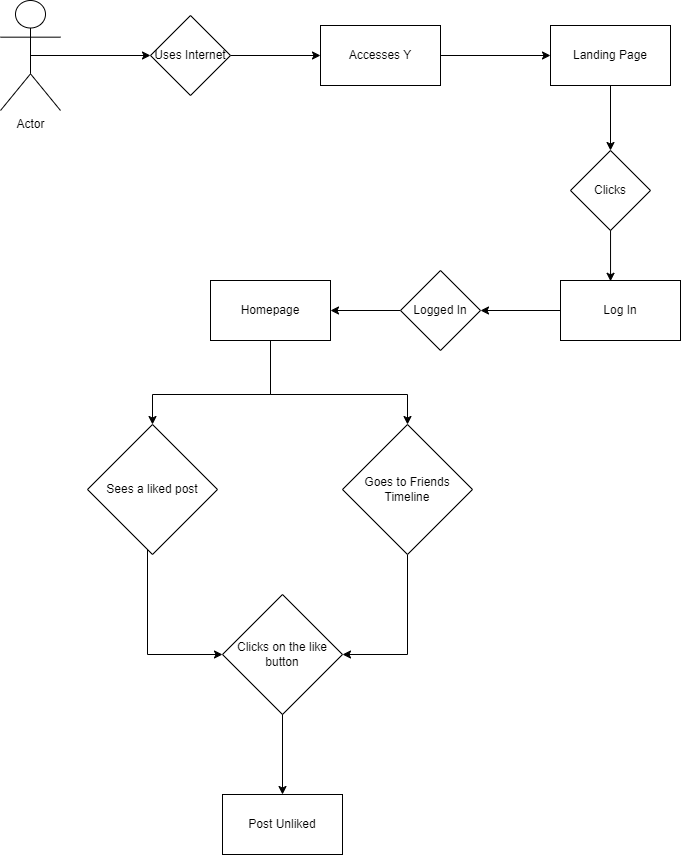 Uses Internet
Accesses Y
Landing Page
Actor
Clicks
Homepage
Logged In
Log In
Sees a liked post
Goes to Friends
Timeline
Clicks on the like
button
Post Unliked